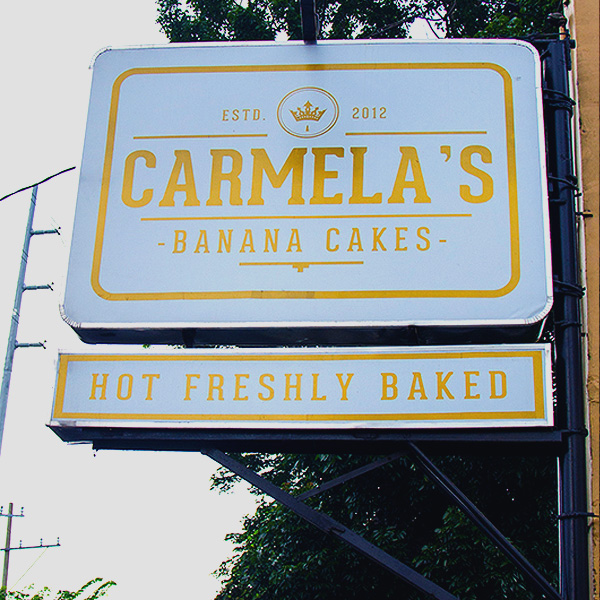 ESTD. 2012
CARMELA'S
-BANANA CAKES-
HOT FRESHLY BAKED